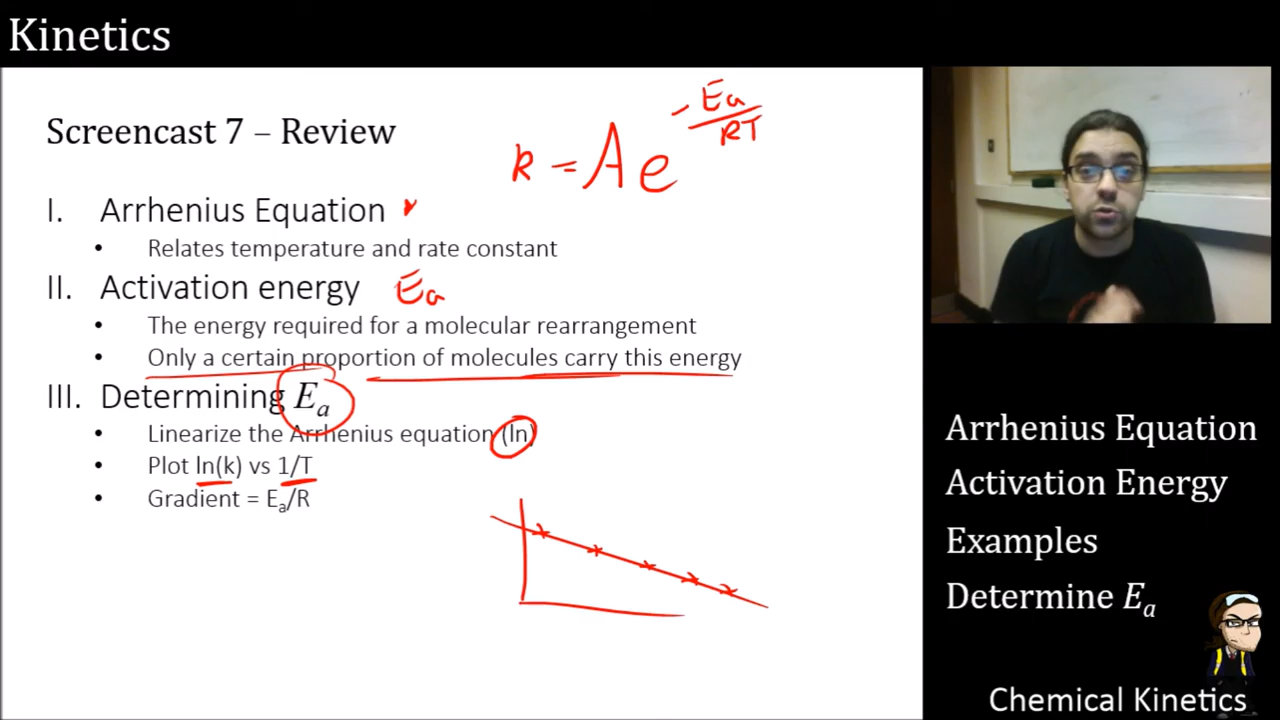 Kinetics
Screencast 7 – Review
k = A e^(-Ea/RT)
I. Arrhenius Equation
• Relates temperature and rate constant
II. Activation energy Ea
• The energy required for a molecular rearrangement
• Only a certain proportion of molecules carry this energy
III. Determining Ea
• Linearize the Arrhenius equation (ln)
• Plot ln(k) vs 1/T
• Gradient = Ea/R
Arrhenius Equation
Activation Energy
Examples
Determine Ea
Chemical Kinetics